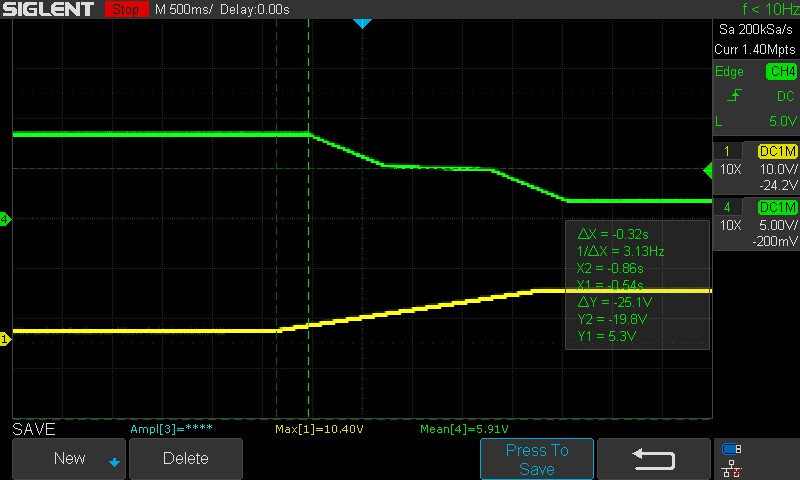 SIGLENT Stop M 500ms/ Delay:0.00s f < 10Hz
Sa 200kSa/s
Curr 1.40Mpts
Edge CH4
DC
L 5.0V
1 DC1M
10X 10.0V/
-24.2V
4 DC1M
10X 5.00V/
-200mV
4
1
ΔX = -0.32s
1/ΔX = 3.13Hz
X2 = -0.86s
X1 = -0.54s
ΔY = -25.1V
Y2 = -19.8V
Y1 = 5.3V
SAVE Ampl[3]=**** Max[1]=10.40V Mean[4]=5.91V
New Delete Press To
Save